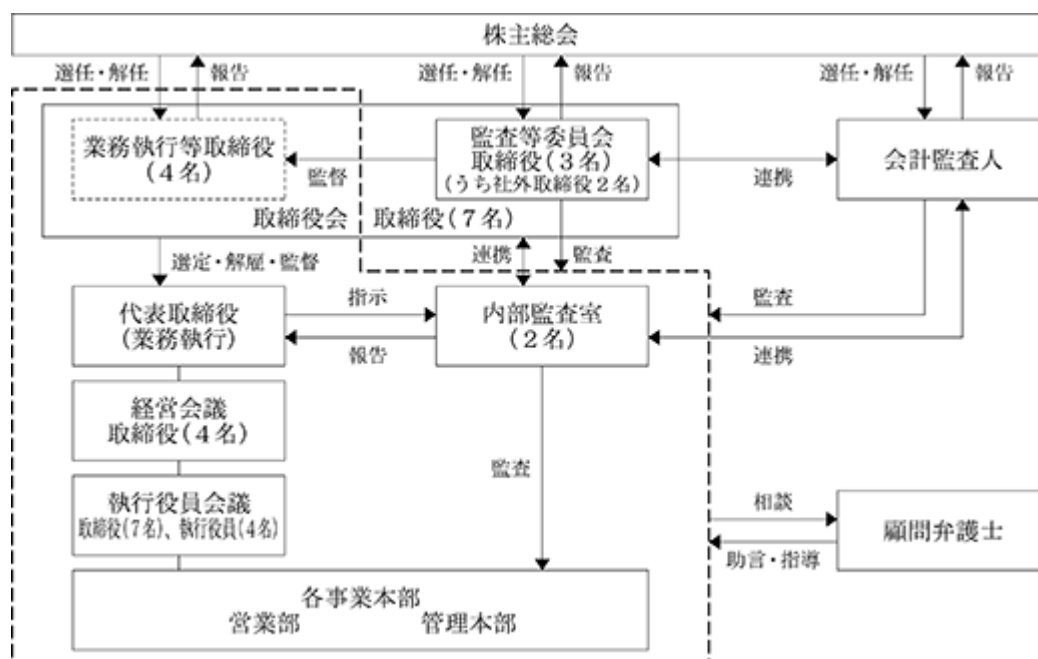 株主総会
選任・解任
報告
選任・解任
報告
選任・解任
報告
業務執行等取締役
(4名)
監督
監査等委員会
取締役(3名)
(うち社外取締役2名)
連携
会計監査人
取締役会 取締役(7名)
選定・解雇・監督
連携
監査
代表取締役
(業務執行)
指示
報告
内部監査室
(2名)
監査
連携
経営会議
取締役(4名)
監査
執行役員会議
取締役(7名)、執行役員(4名)
相談
助言・指導
顧問弁護士
各事業本部
営業部 管理本部